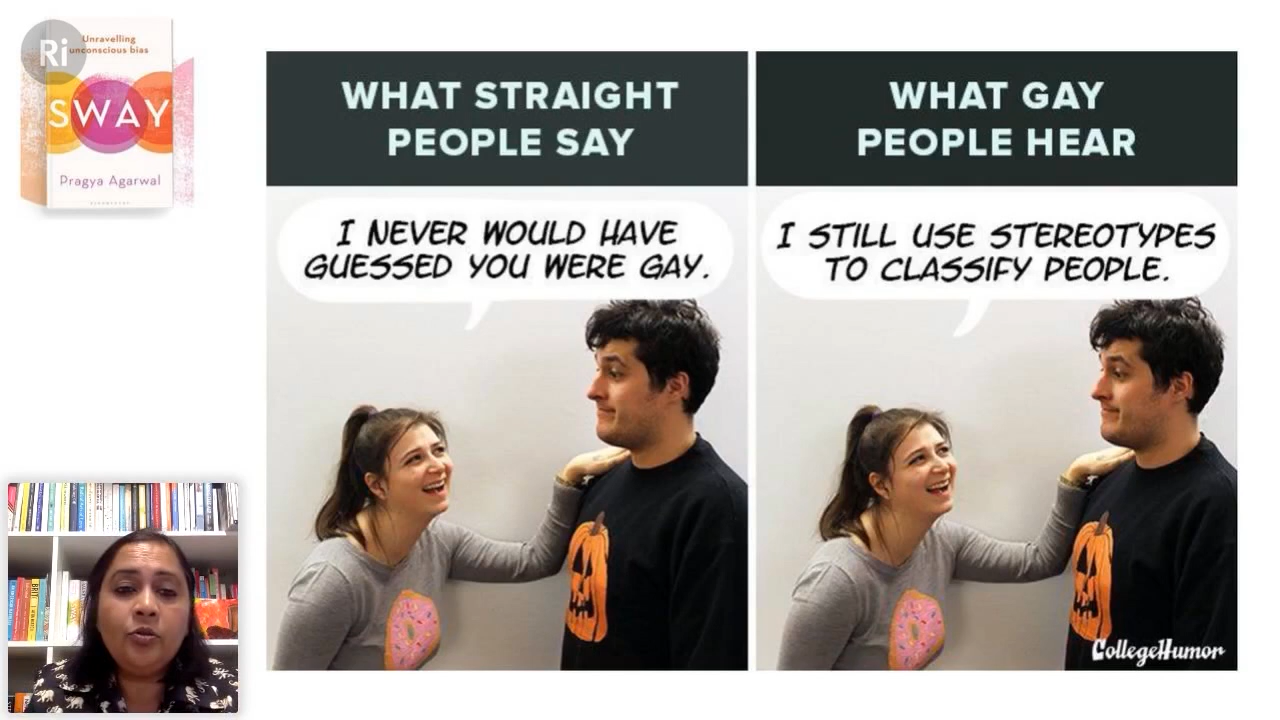 Ri
Unravelling
unconscious bias
SWAY
Pragya Agarwal
WHAT STRAIGHT
PEOPLE SAY
I NEVER WOULD HAVE
GUESSED YOU WERE GAY.
WHAT GAY
PEOPLE HEAR
I STILL USE STEREOTYPES
TO CLASSIFY PEOPLE.
CollegeHumor
BRIT